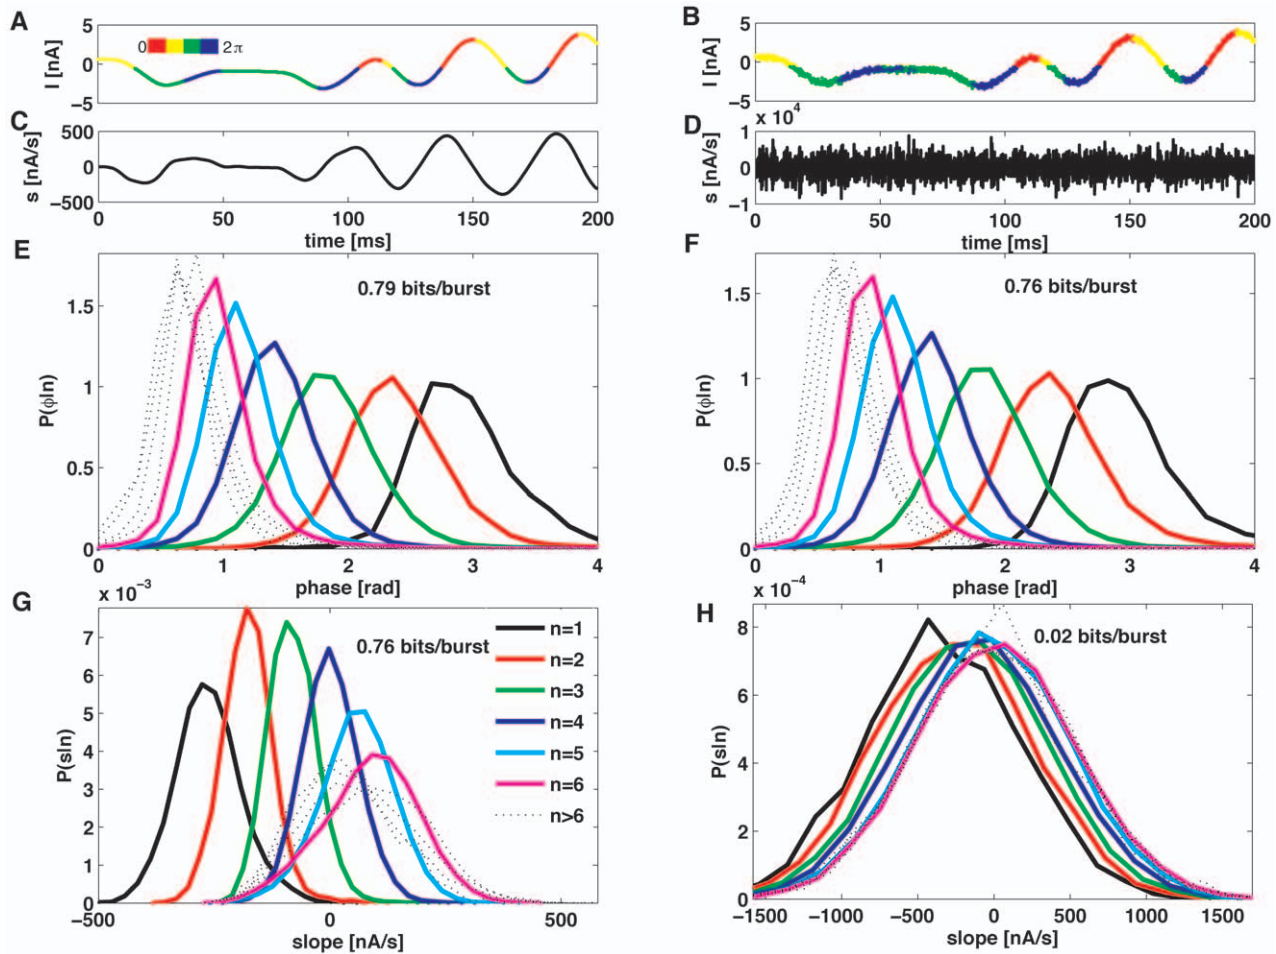 A
5
0
−5
I [nA]
0 2π
B
5
0
−5
I [nA]
C
500
0
−500
s [nA/s]
0 50 100 150 200
time [ms]
D
x 10⁴
1
0
−1
s [nA/s]
0 50 100 150 200
time [ms]
E
0.79 bits/burst
1.5
1
0.5
0
P(ϕ|n)
0 1 2 3 4
phase [rad]
F
0.76 bits/burst
1.5
1
0.5
0
P(ϕ|n)
0 1 2 3 4
phase [rad]
G
x 10⁻³
0.76 bits/burst
7
6
5
4
3
2
1
0
P(s|n)
n=1
n=2
n=3
n=4
n=5
n=6
n>6
−500 0 500
slope [nA/s]
H
x 10⁻⁴
0.02 bits/burst
8
6
4
2
0
P(s|n)
−1500 −1000 −500 0 500 1000 1500
slope [nA/s]